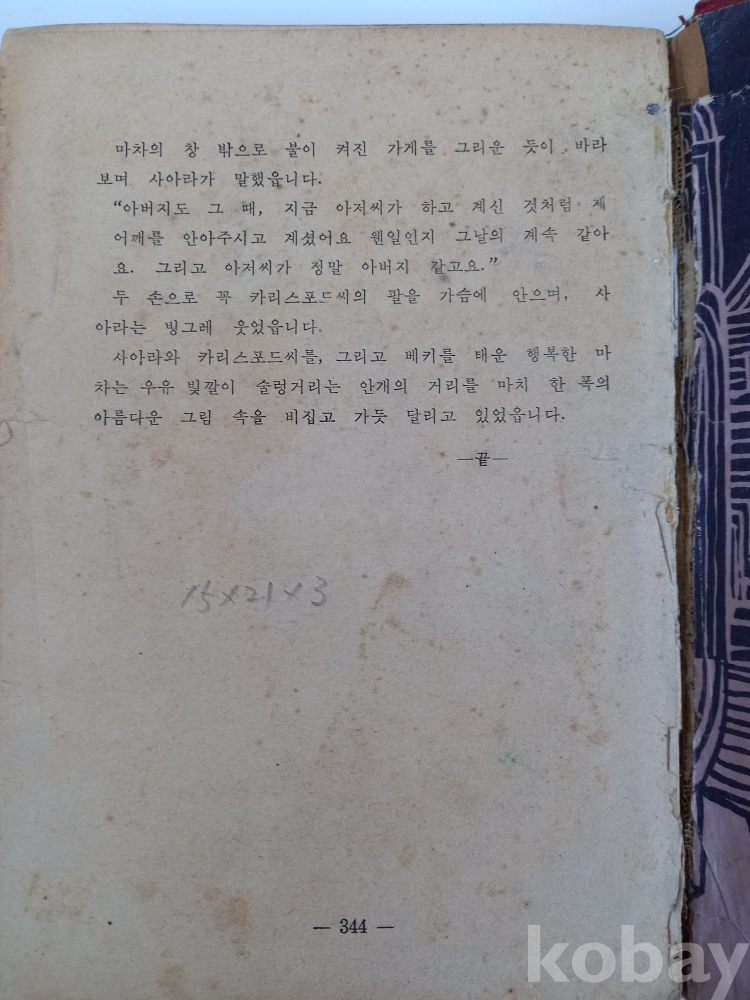 마차의 창 밖으로 불이 켜진 가게를 그리운 듯이 바라
보며 사아라가 말했읍니다.
“아버지도 그 때, 지금 아저씨가 하고 계신 것처럼 제
어깨를 안아주시고 계셨어요 웬일인지 그날의 계속 같아
요. 그리고 아저씨가 정말 아버지 같고요.”
두 손으로 꼭 카리스포드씨의 팔을 가슴에 안으며, 사
아라는 빙그레 웃었읍니다.
사아라와 카리스포드씨를, 그리고 베키를 태운 행복한 마
차는 우유 빛깔이 술렁거리는 안개의 거리를 마치 한 폭의
아름다운 그림 속을 비집고 가듯 달리고 있었읍니다.
—끝—
15×21×3
— 344 —
kobay